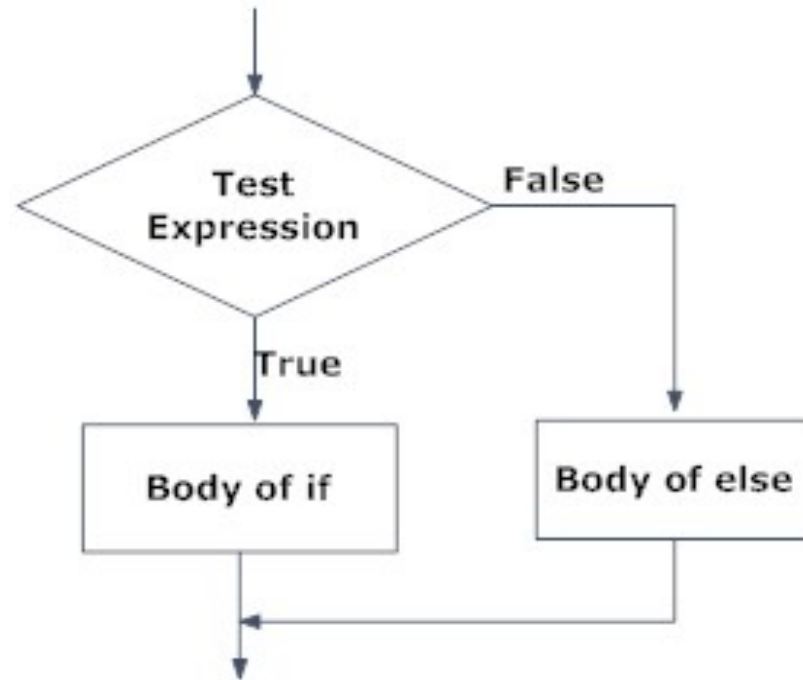 Test
Expression
False
True
Body of if
Body of else